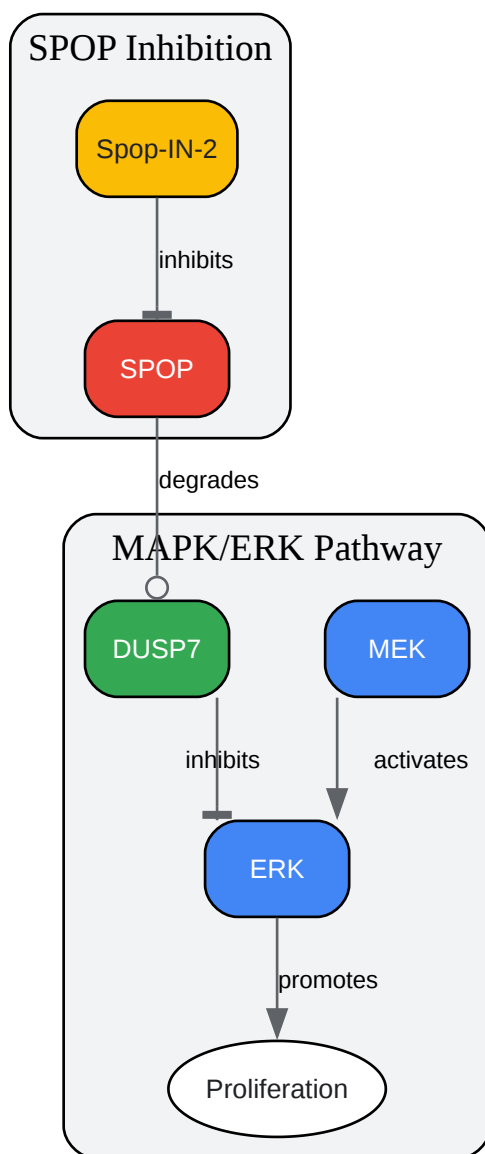 SPOP Inhibition
Spop-IN-2
inhibits
SPOP
degrades
MAPK/ERK Pathway
DUSP7
MEK
inhibits
activates
ERK
promotes
Proliferation